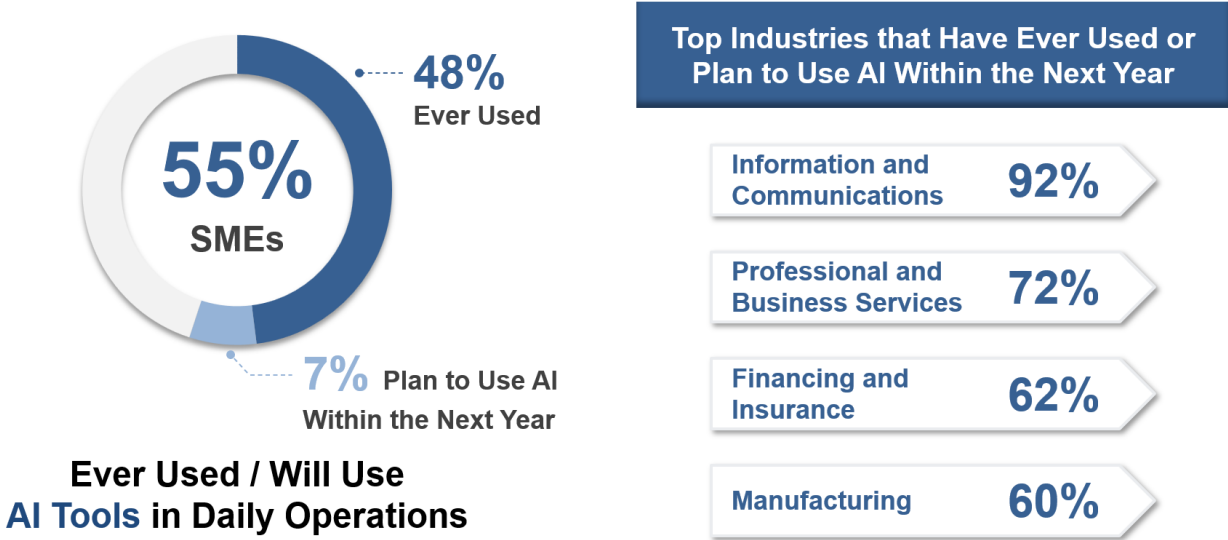 48%
Ever Used
55%
SMEs
7% Plan to Use AI
Within the Next Year
Ever Used / Will Use
AI Tools in Daily Operations
Top Industries that Have Ever Used or
Plan to Use AI Within the Next Year
Information and
Communications
92%
Professional and
Business Services
72%
Financing and
Insurance
62%
Manufacturing
60%